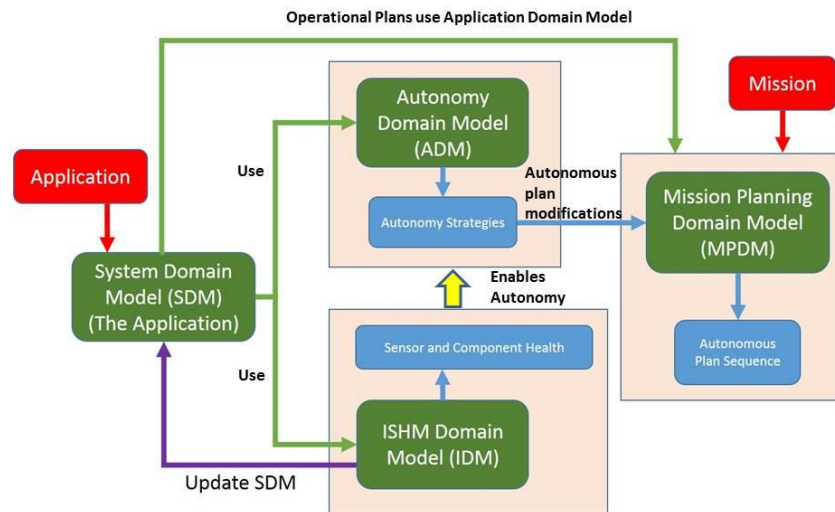 Operational Plans use Application Domain Model
Mission
Application
Autonomy
Domain Model
(ADM)
Use
Autonomy Strategies
Autonomous
plan
modifications
Mission Planning
Domain Model
(MPDM)
System Domain
Model (SDM)
(The Application)
Enables
Autonomy
Autonomous
Plan Sequence
Sensor and Component Health
Use
ISHM Domain
Model (IDM)
Update SDM